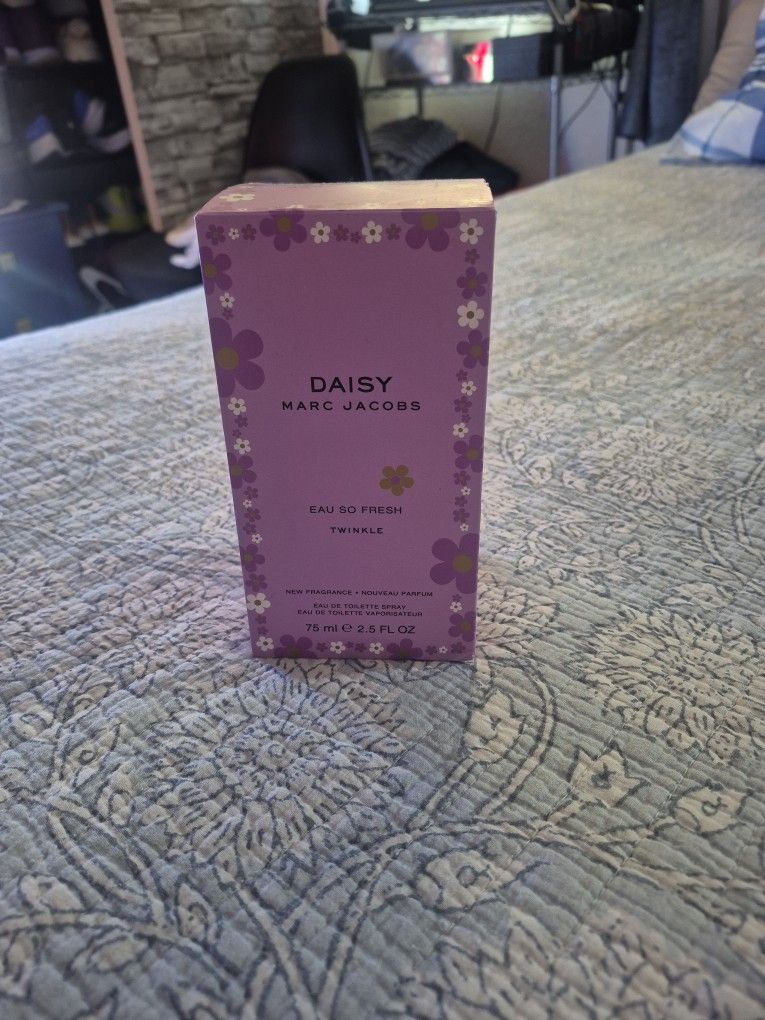 DAISY
MARC JACOBS
EAU SO FRESH
TWINKLE
NEW FRAGRANCE • NOUVEAU PARFUM
EAU DE TOILETTE SPRAY
EAU DE TOILETTE VAPORISATEUR
75 ml ℮ 2.5 FL OZ